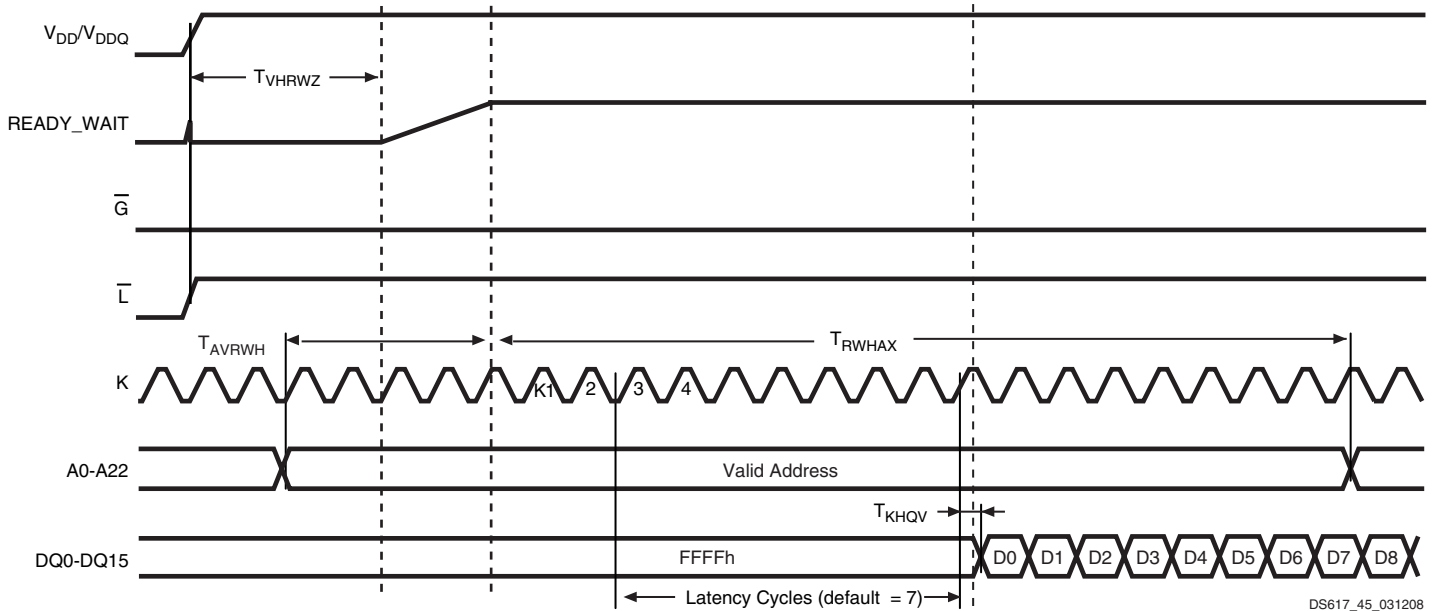 VDD/VDDQ
TVHRWZ
READY_WAIT
G
L
TAVRWH
TRWHAX
K
K1 2 3 4
A0-A22
Valid Address
TKHQV
DQ0-DQ15
FFFFh
D0 D1 D2 D3 D4 D5 D6 D7 D8
Latency Cycles (default = 7)
DS617_45_031208